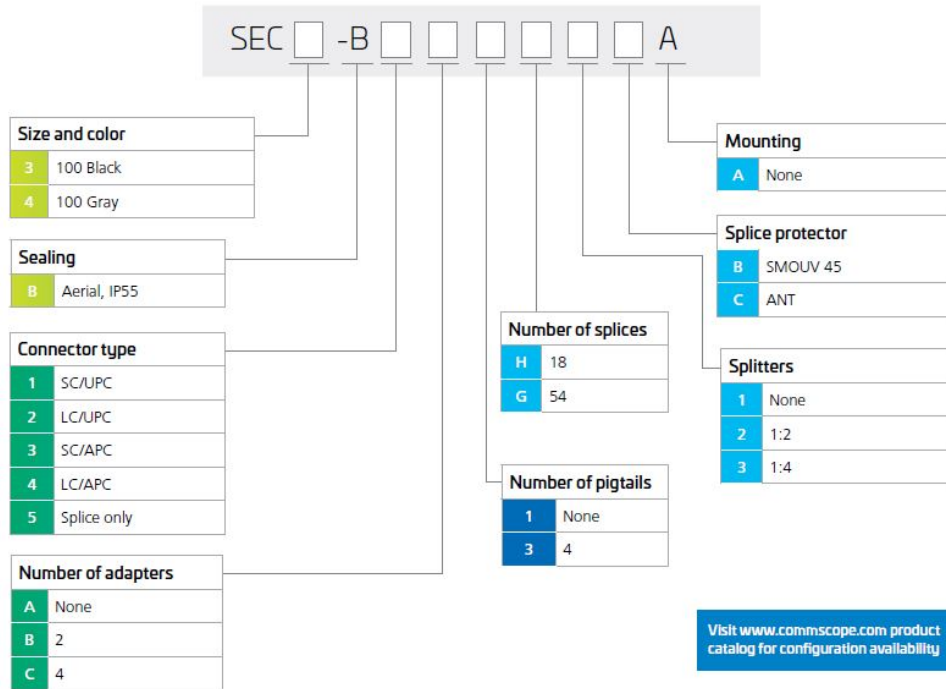 SEC -B A
Size and color
3 100 Black
4 100 Gray
Sealing
B Aerial, IP55
Connector type
1 SC/UPC
2 LC/UPC
3 SC/APC
4 LC/APC
5 Splice only
Number of adapters
A None
B 2
C 4
Number of pigtails
1 None
3 4
Number of splices
H 18
G 54
Splitters
1 None
2 1:2
3 1:4
Splice protector
B SMOUV 45
C ANT
Mounting
A None
Visit www.commscope.com product
catalog for configuration availability